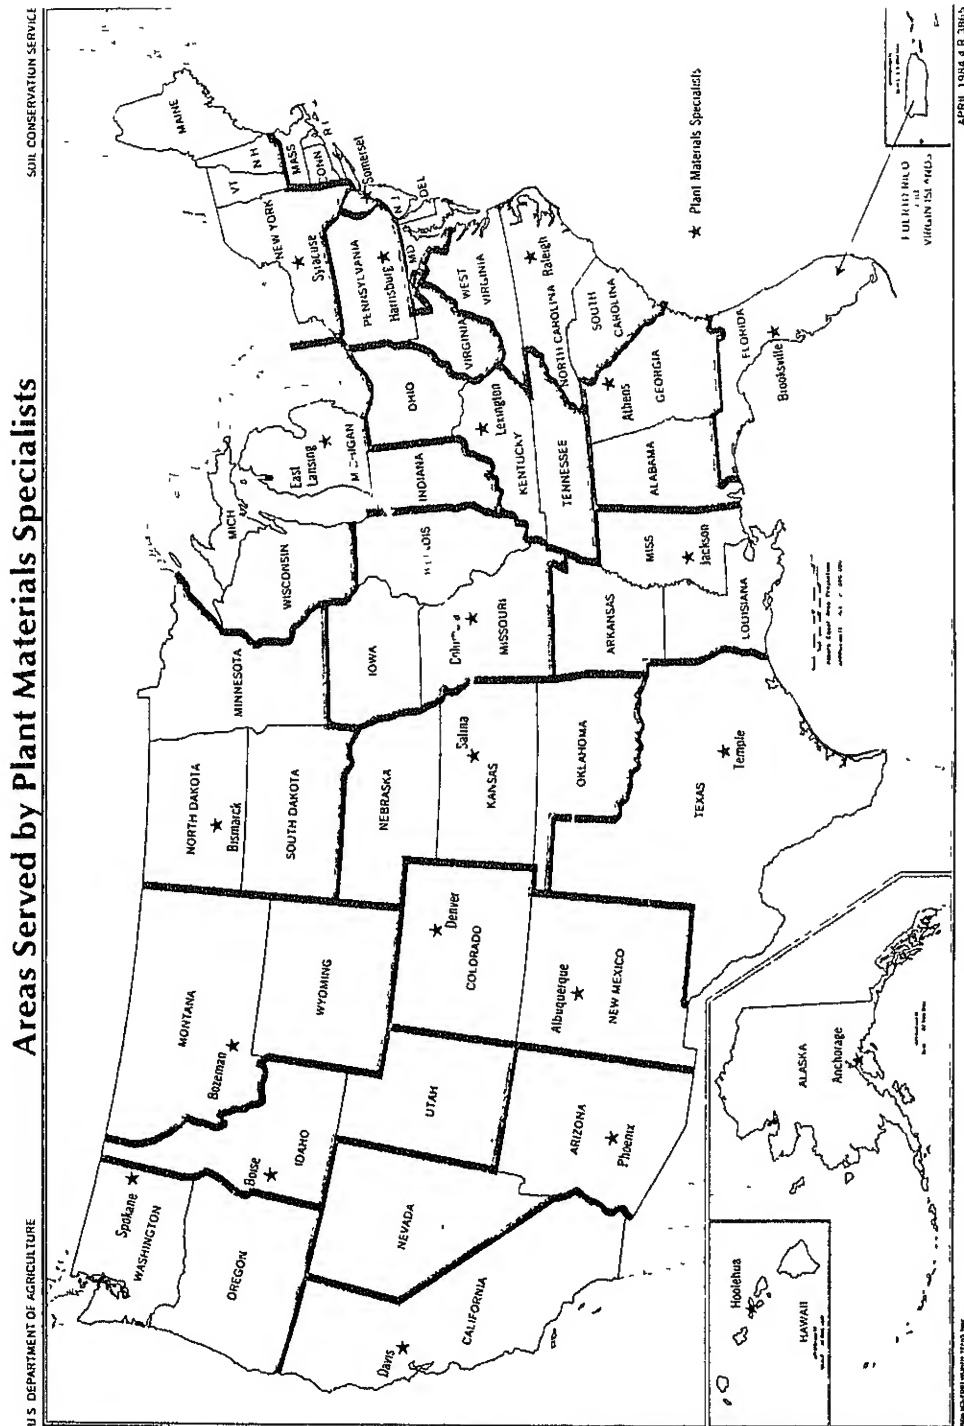 Areas Served by Plant Materials Specialists
U S DEPARTMENT OF AGRICULTURE
SOIL CONSERVATION SERVICE
WASHINGTON
Spokane
OREGON
IDAHO
Boise
MONTANA
Bozeman
WYOMING
NORTH DAKOTA
Bismarck
SOUTH DAKOTA
MINNESOTA
WISCONSIN
MICH
East
Lansing
NEW YORK
Syracuse
VT
N H
MAINE
MASS
CONN
R I
Somerset
N J
DEL
MD
PENNSYLVANIA
Harrisburg
OHIO
INDIANA
IOWA
NEBRASKA
NEVADA
UTAH
COLORADO
Denver
KANSAS
Salina
MISSOURI
KENTUCKY
Lexington
VIRGINIA
WEST
VIRGINIA
CALIFORNIA
Davis
ARIZONA
Phoenix
Albuquerque
NEW MEXICO
OKLAHOMA
ARKANSAS
TENNESSEE
NORTH CAROLINA
Raleigh
SOUTH
CAROLINA
TEXAS
Temple
LOUISIANA
MISS
Jackson
ALABAMA
GEORGIA
Athens
FLORIDA
Brooksville
★ Plant Materials Specialists
Hoolehua
HAWAII
ALASKA
Anchorage
PUERTO RICO
VIRGIN ISLANDS